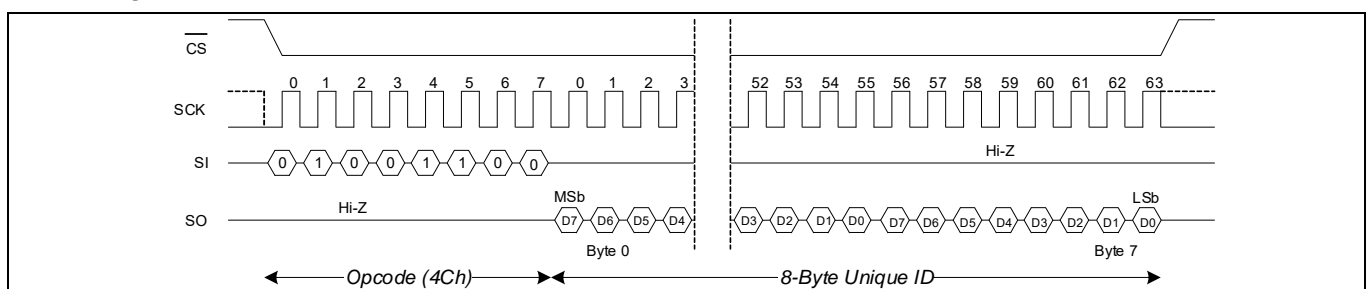 CS
0 1 2 3 4 5 6 7 0 1 2 3 52 53 54 55 56 57 58 59 60 61 62 63
SCK
SI 0 1 0 0 1 1 0 0 Hi-Z
Hi-Z MSb LSb
SO D7 D6 D5 D4 D3 D2 D1 D0 D7 D6 D5 D4 D3 D2 D1 D0
Byte 0 Byte 7
Opcode (4Ch) 8-Byte Unique ID